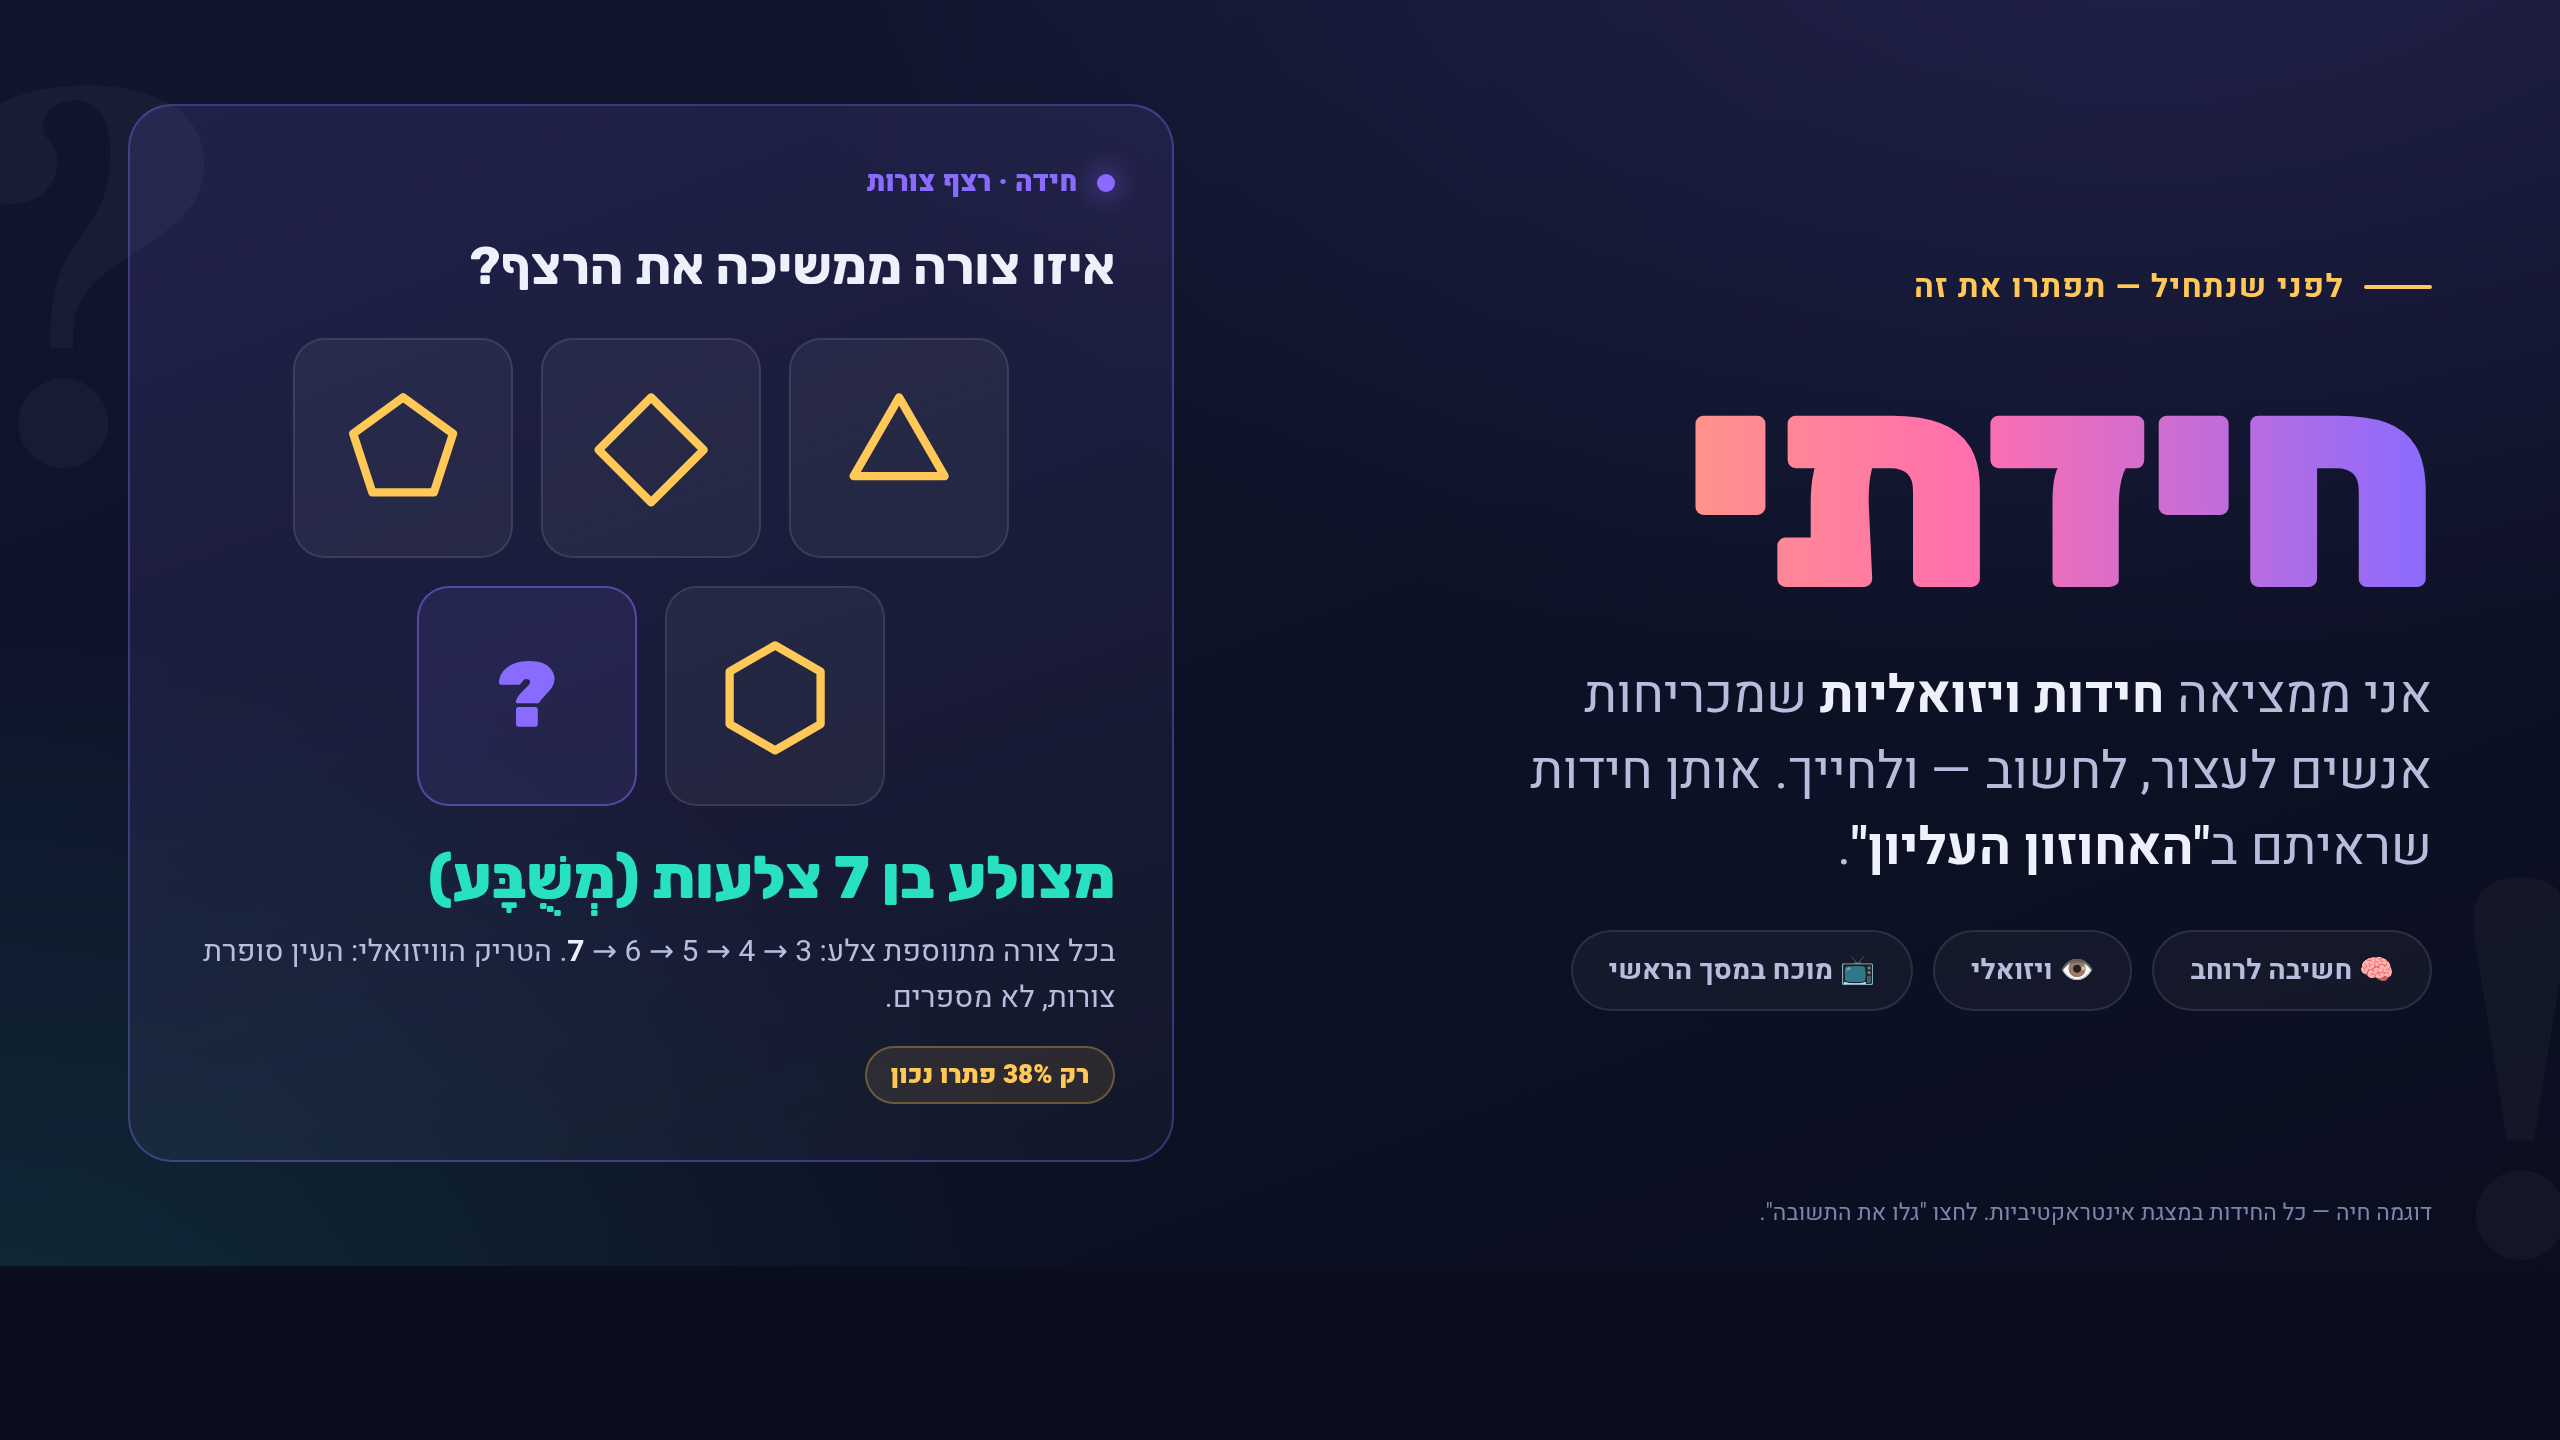 לפני שנתחיל — תפתרו את זה
חידתי
אני ממציאה חידות ויזואליות שמכריחות
אנשים לעצור, לחשוב — ולחייך. אותן חידות
שראיתם ב"האחוזון העליון".
🧠 חשיבה לרוחב
👁️ ויזואלי
📺 מוכח במסך הראשי
דוגמה חיה — כל החידות במצגת אינטראקטיביות. לחצו "גלו את התשובה".
חידה · רצף צורות
איזו צורה ממשיכה את הרצף?
?
מצולע בן 7 צלעות (מְשֻׁבָּע)
בכל צורה מתווספת צלע: 3 → 4 → 5 → 6 → 7. הטריק הוויזואלי: העין סופרת
צורות, לא מספרים.
רק 38% פתרו נכון